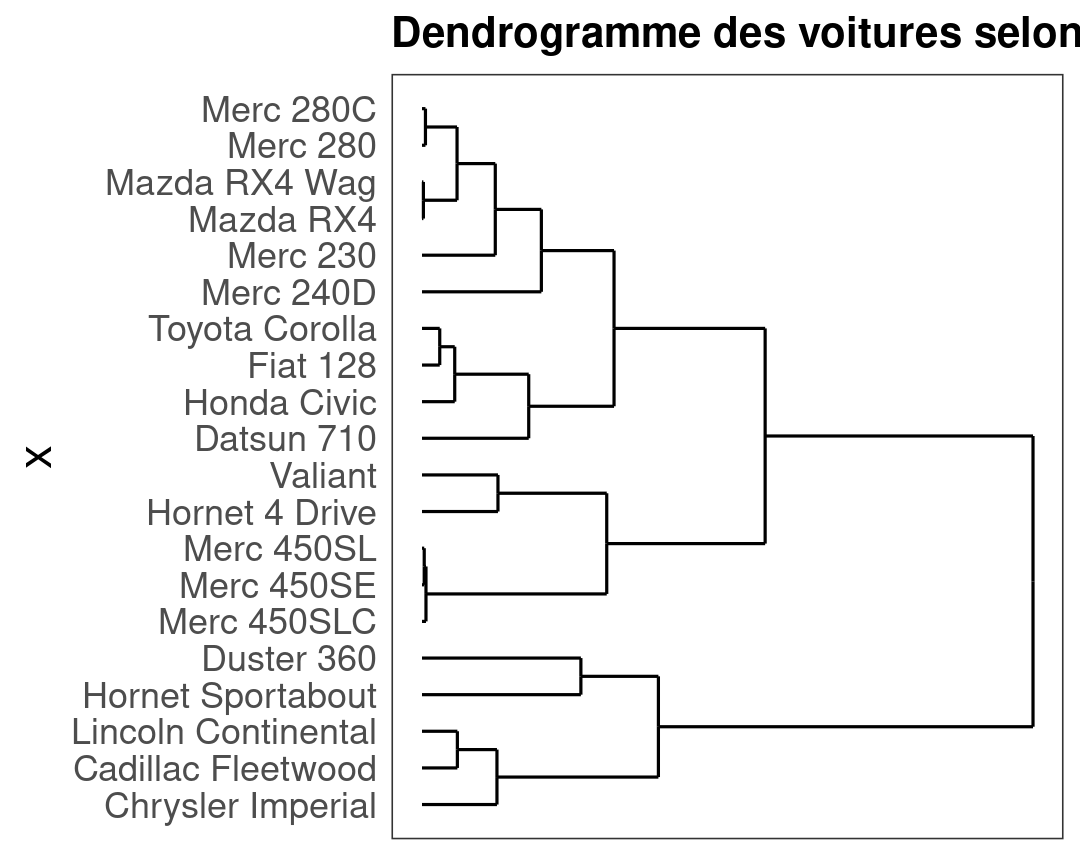 Dendrogramme des voitures selon
Merc 280C
Merc 280
Mazda RX4 Wag
Mazda RX4
Merc 230
Merc 240D
Toyota Corolla
Fiat 128
Honda Civic
Datsun 710
x
Valiant
Hornet 4 Drive
Merc 450SL
Merc 450SE
Merc 450SLC
Duster 360
Hornet Sportabout
Lincoln Continental
Cadillac Fleetwood
Chrysler Imperial